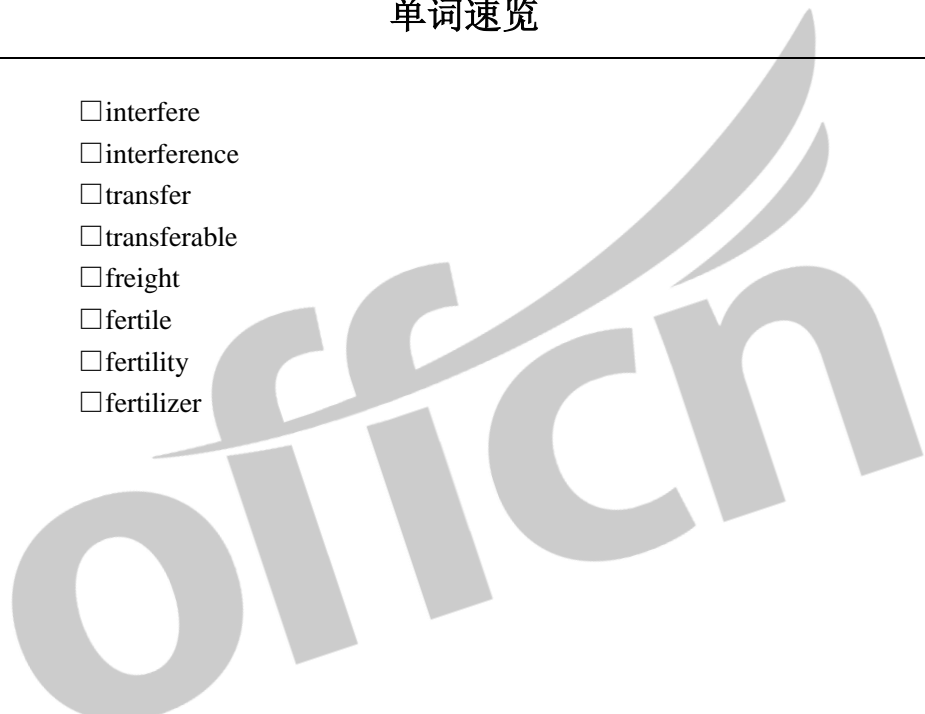 单词速览
□interfere
□interference
□transfer
□transferable
□freight
□fertile
□fertility
□fertilizer
offcn